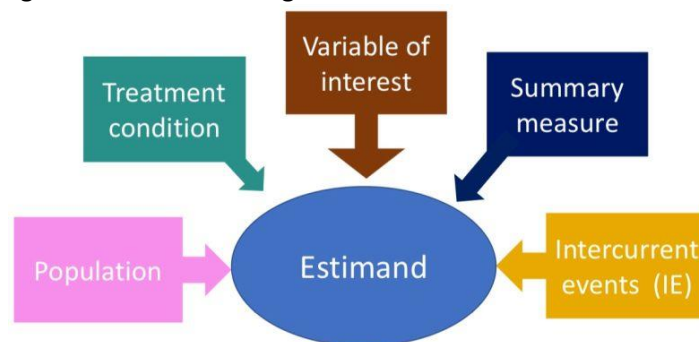 Variable of
interest
Treatment
condition
Summary
measure
Population
Estimand
Intercurrent
events (IE)